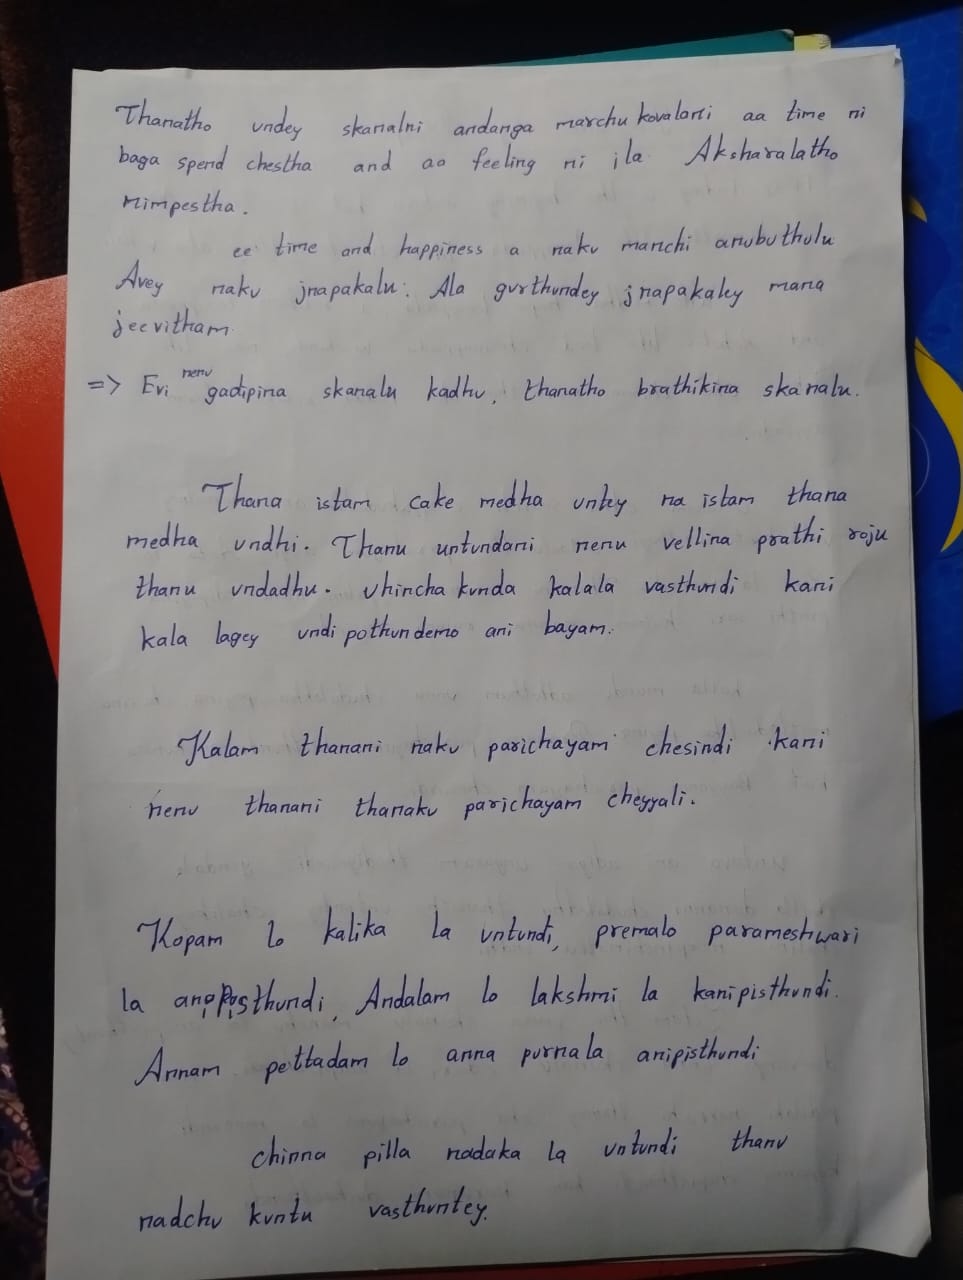 Thanatho undey skanalni andanga marchu kovalani aa time ni
baga spend chestha and aa feeling ni ila Aksharalatho
nimpestha.
ee time and happiness a naku manchi anubuthulu
Avey naku jnapakalu. Ala gurthundey jnapakaley mana
jeevitham
=> Evi nenu gadipina skanalu kadhu, thanatho brathikina skanalu.
Thana istam cake medha untey na istam thana
medha undhi. Thanu untundani nenu vellina prathi roju
thanu undadhu. Uhincha kunda kalala vasthundi kani
kala lagey undi pothundemo ani bayam.
Kalam thanani naku parichayam chesindi kani
nenu thanani thanaku parichayam cheyyali.
Kopam lo kalika la untundi, premalo parameshwari
la anipisthundi, Andalam lo lakshmi la kanipisthundi.
Annam pettadam lo anna purnala anipisthundi
chinna pilla nadaka la untundi thanu
nadchu kuntu vasthuntey.